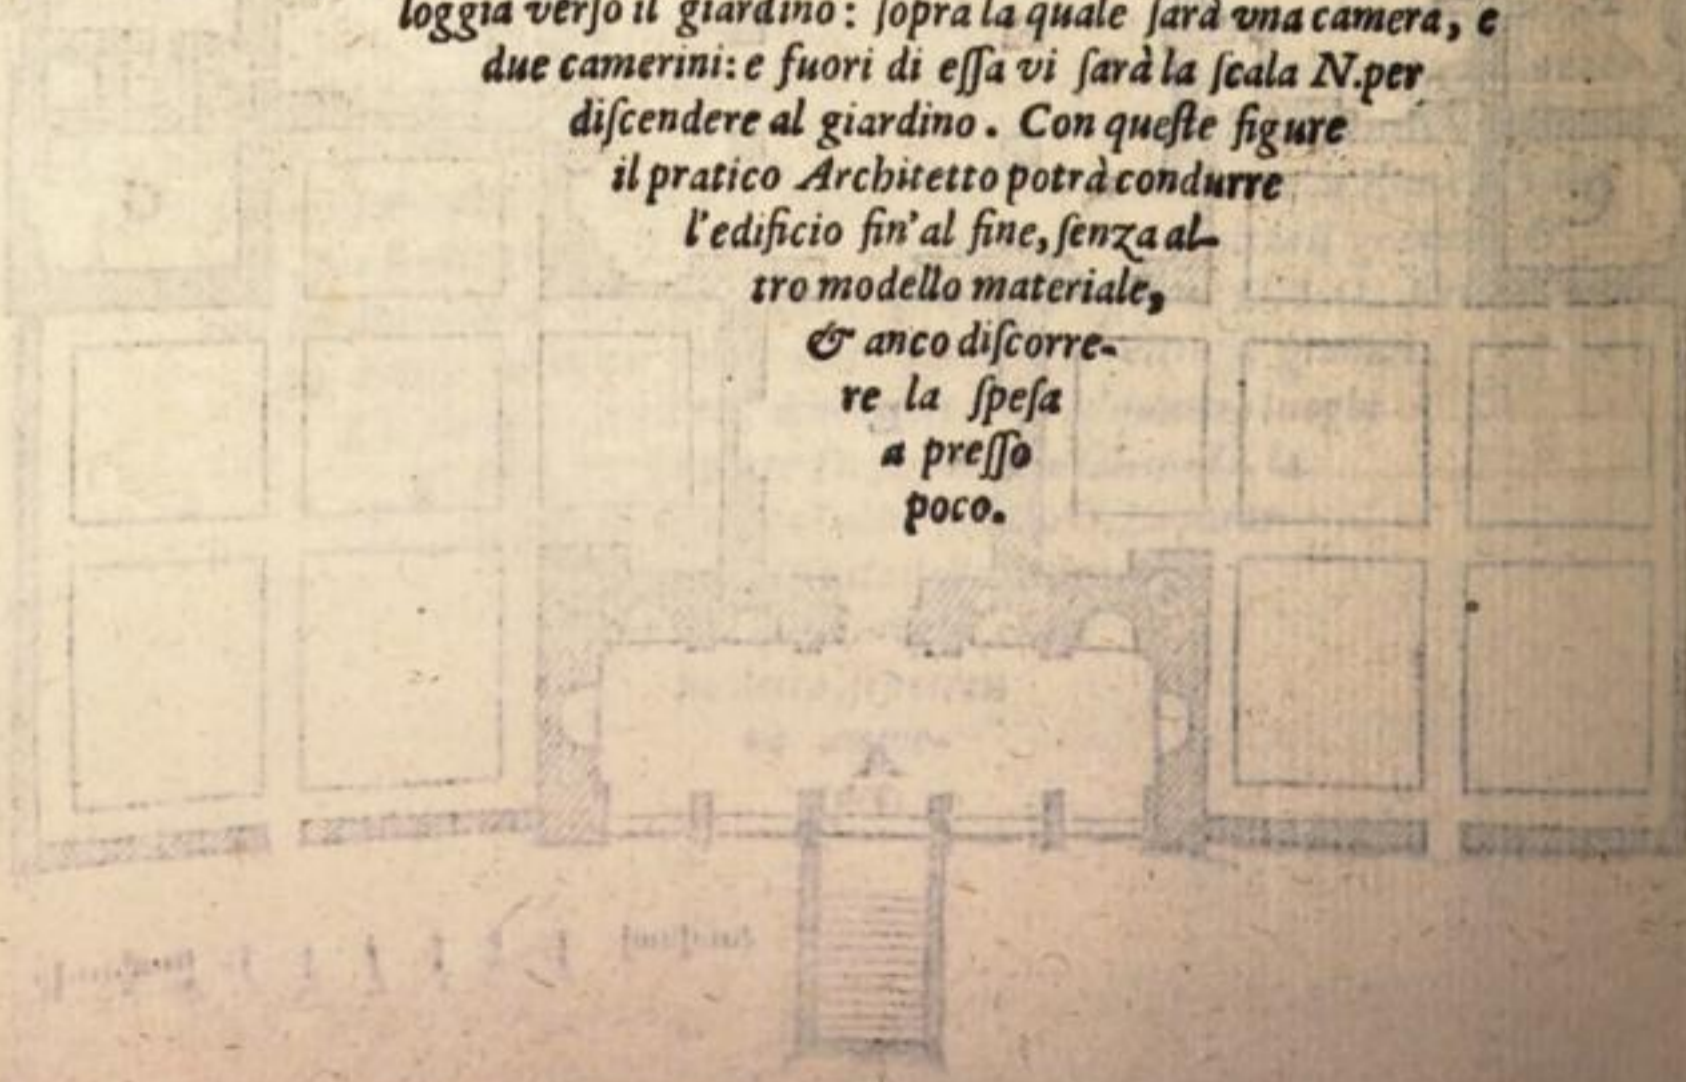 loggia verſo il giardino: ſopra la quale ſarà vna camera, e
due camerini: e fuori di eſſa vi ſarà la ſcala N.per
diſcendere al giardino. Con queſte figure
il pratico Architetto potrà condurre
l'edificio fin'al fine, ſenza al-
tro modello materiale,
& anco diſcorre-
re la ſpeſa
a preſſo
poco.
A